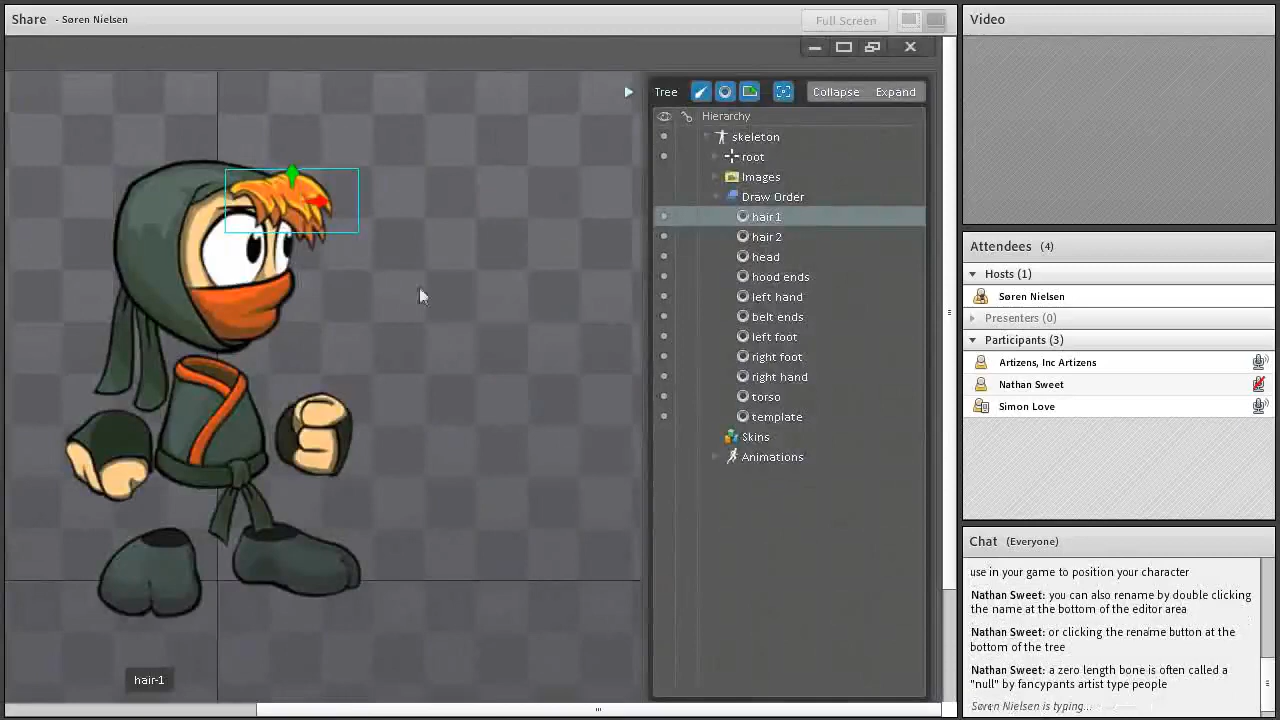 Share - Søren Nielsen
Full Screen
Tree
Collapse
Expand
Hierarchy
skeleton
root
Images
Draw Order
hair1
hair2
head
hood ends
left hand
belt ends
left foot
right foot
right hand
torso
template
Skins
Animations
hair-1
Video
Attendees (4)
Hosts (1)
Søren Nielsen
Presenters (0)
Participants (3)
Artizens, Inc Artizens
Nathan Sweet
Simon Love
Chat (Everyone)
use in your game to position your character
Nathan Sweet: you can also rename by double clicking
the name at the bottom of the editor area
Nathan Sweet: or clicking the rename button at the
bottom of the tree
Nathan Sweet: a zero length bone is often called a
"null" by fancypants artist type people
Søren Nielsen is typing...